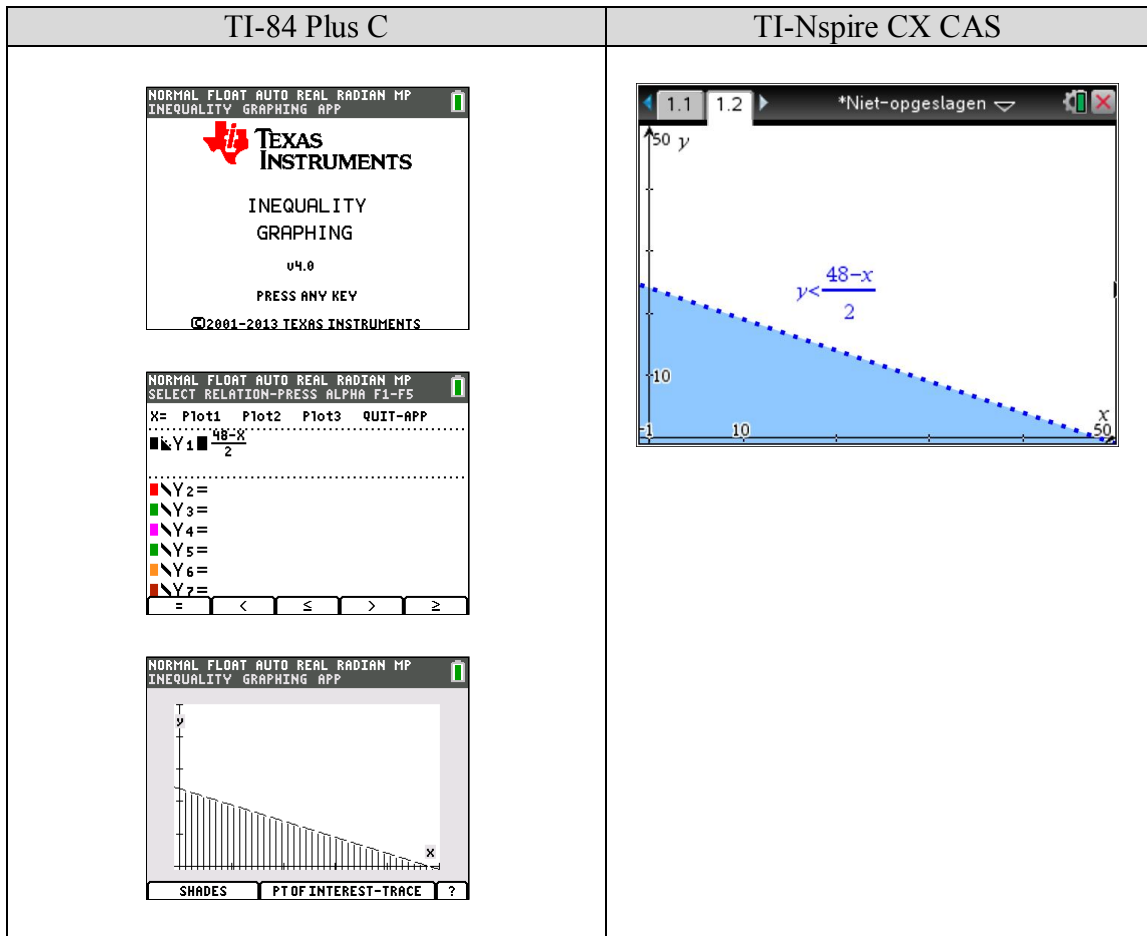 TI-84 Plus C
TI-Nspire CX CAS
NORMAL FLOAT AUTO REAL RADIAN MP
INEQUALITY GRAPHING APP
TEXAS
INSTRUMENTS
INEQUALITY
GRAPHING
v4.0
PRESS ANY KEY
©2001-2013 TEXAS INSTRUMENTS
NORMAL FLOAT AUTO REAL RADIAN MP
SELECT RELATION-PRESS ALPHA F1-F5
X= Plot1 Plot2 Plot3 QUIT-APP
Y1 48-X
2
Y2=
Y3=
Y4=
Y5=
Y6=
Y7=
= < ≤ > ≥
NORMAL FLOAT AUTO REAL RADIAN MP
INEQUALITY GRAPHING APP
y
x
SHADES PT OF INTEREST-TRACE ?
1.1 1.2 *Niet-opgeslagen
50 y
y< 48-x
2
10
x
-1 10 50